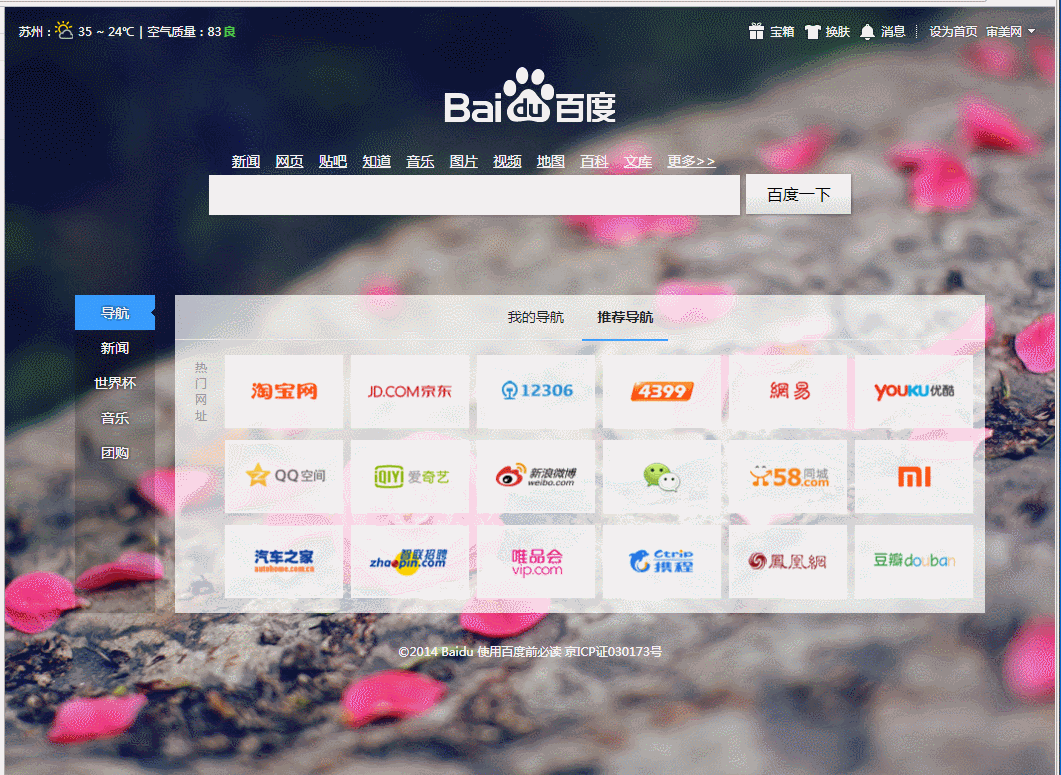 苏州： 35 ~ 24℃ | 空气质量：83良
宝箱 换肤 消息 设为首页 审美网
Bai du 百度
新闻 网页 贴吧 知道 音乐 图片 视频 地图 百科 文库 更多>>
百度一下
导航
新闻
世界杯
音乐
团购
我的导航 推荐导航
热门网址
淘宝网 JD.COM京东 12306 4399 網易 YOUKU优酷
QQ空间 iQIYI 爱奇艺 新浪微博 weibo.com 58同城.com MI
汽车之家 autohome.com.cn 智联招聘 zhaopin.com 唯品会 vip.com Ctrip 携程 鳳凰網 豆瓣douban
©2014 Baidu 使用百度前必读 京ICP证030173号